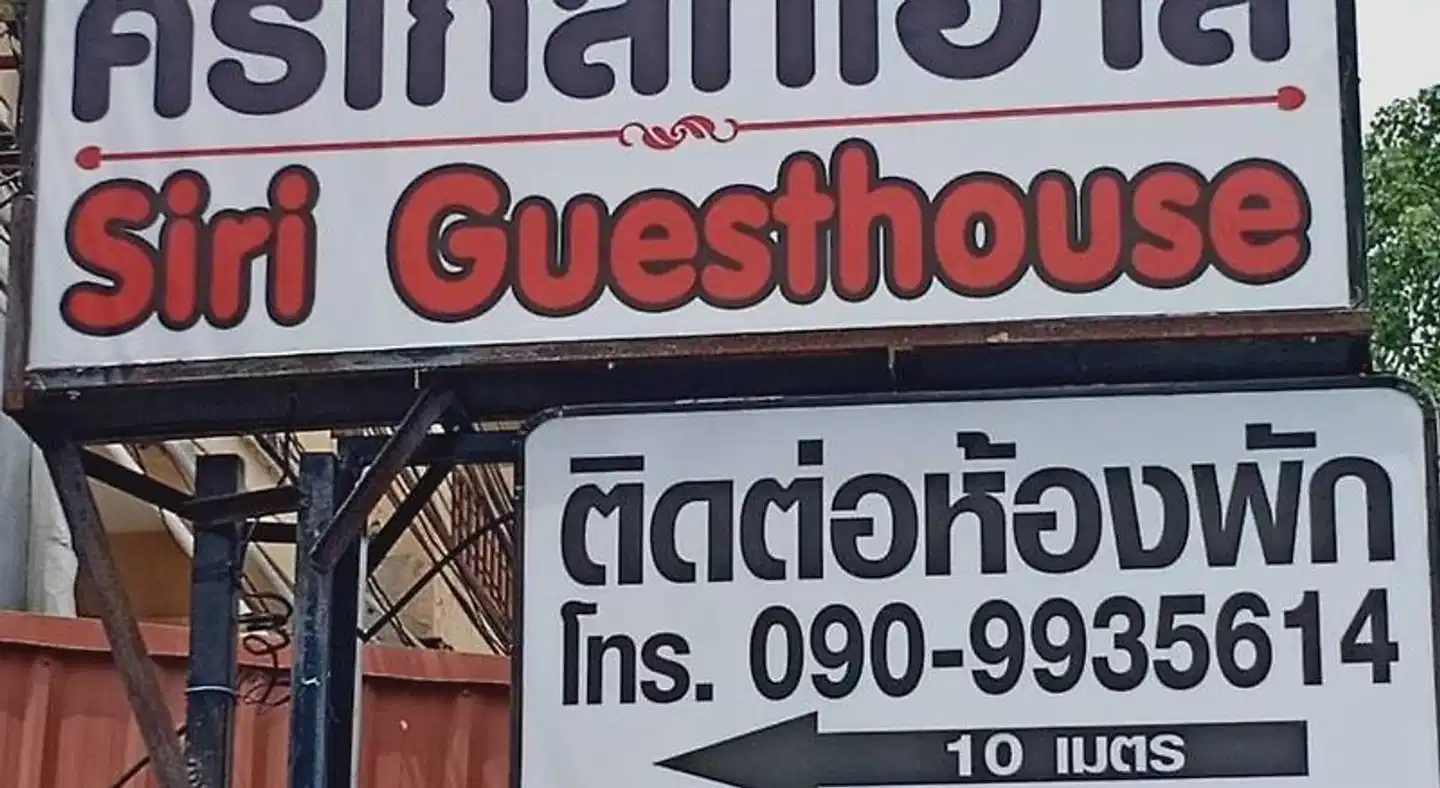 Siri Guesthouse
ติดต่อห้องพัก
โทร. 090-9935614
10 เมตร